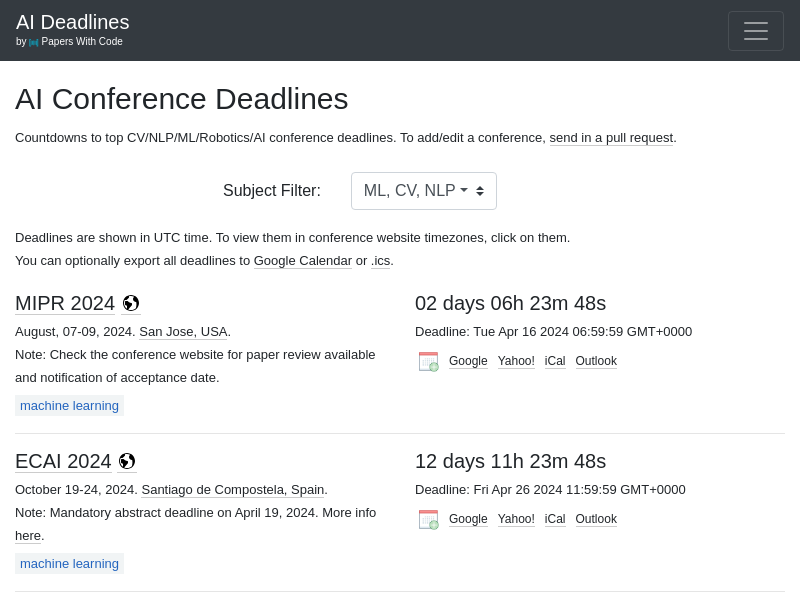 AI Deadlines
by Papers With Code
AI Conference Deadlines
Countdowns to top CV/NLP/ML/Robotics/AI conference deadlines. To add/edit a conference, send in a pull request.
Subject Filter: ML, CV, NLP
Deadlines are shown in UTC time. To view them in conference website timezones, click on them.
You can optionally export all deadlines to Google Calendar or .ics.
MIPR 2024
02 days 06h 23m 48s
August, 07-09, 2024. San Jose, USA.
Deadline: Tue Apr 16 2024 06:59:59 GMT+0000
Note: Check the conference website for paper review available
and notification of acceptance date.
Google Yahoo! iCal Outlook
machine learning
ECAI 2024
12 days 11h 23m 48s
October 19-24, 2024. Santiago de Compostela, Spain.
Deadline: Fri Apr 26 2024 11:59:59 GMT+0000
Note: Mandatory abstract deadline on April 19, 2024. More info
here.
Google Yahoo! iCal Outlook
machine learning